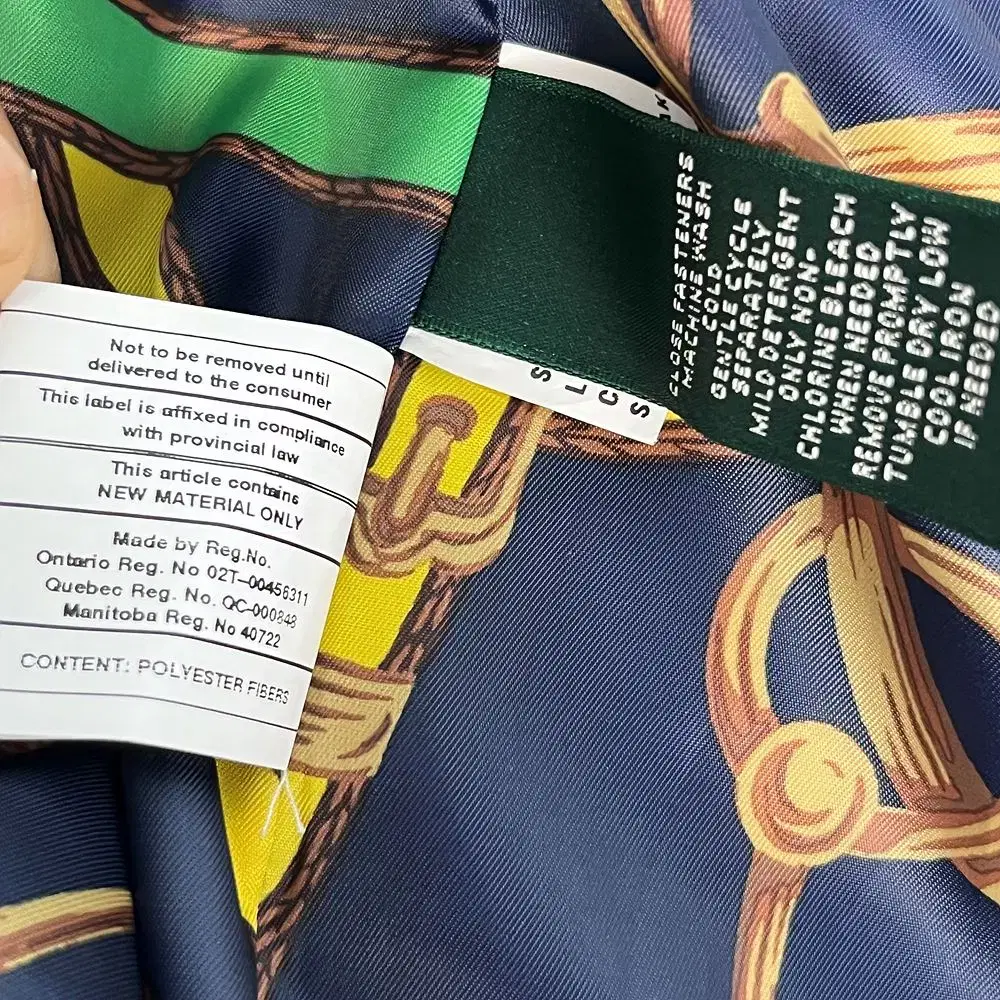 Not to be removed until
delivered to the consumer
This label is affixed in compliance
with provincial law
This article contains
NEW MATERIAL ONLY
Made by Reg.No.
Ontario Reg. No 02T-00456311
Quebec Reg. No. QC-000848
Manitoba Reg. No 40722
CONTENT: POLYESTER FIBERS
CLOSE FASTENERS
MACHINE WASH
COLD
GENTLE CYCLE
SEPARATELY
MILD DETERGENT
ONLY NON-
CHLORINE BLEACH
WHEN NEEDED
REMOVE PROMPTLY
TUMBLE DRY LOW
COOL IRON
IF
NEEDED
S
L
C
S